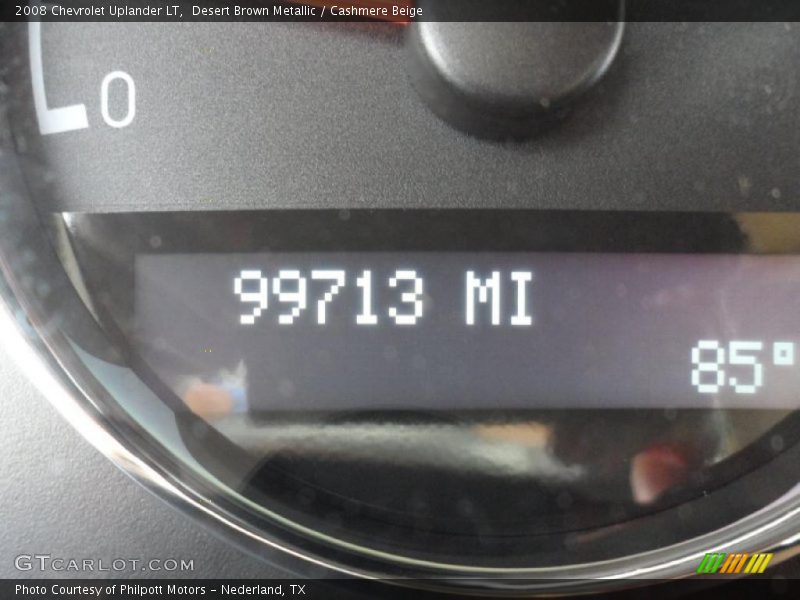 2008 Chevrolet Uplander LT,  Desert Brown Metallic / Cashmere Beige
0
99713 MI
85°
GTCARLOT.COM
Photo Courtesy of Philpott Motors - Nederland, TX